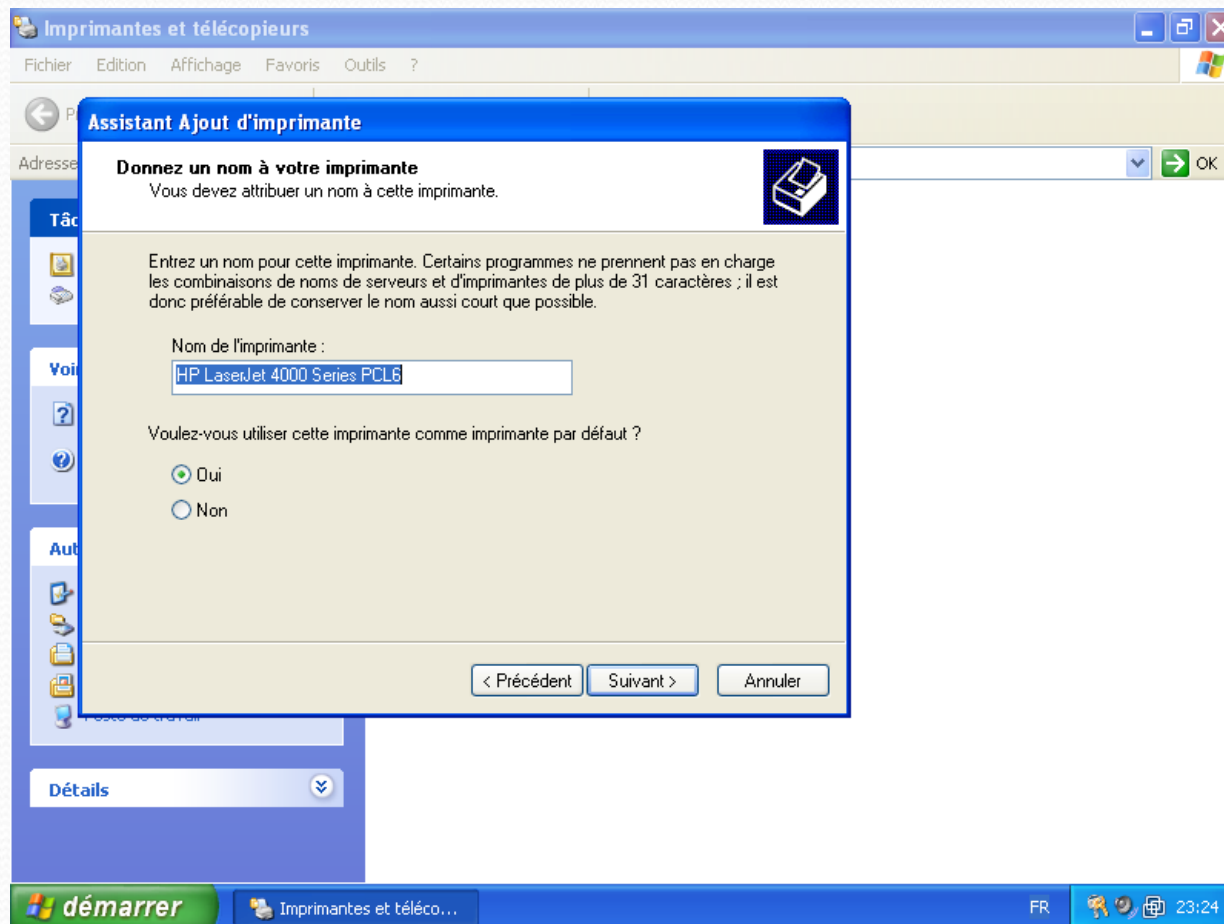 Imprimantes et télécopieurs
Fichier Edition Affichage Favoris Outils ?
Adresse
OK
Assistant Ajout d'imprimante
Donnez un nom à votre imprimante
Vous devez attribuer un nom à cette imprimante.
Entrez un nom pour cette imprimante. Certains programmes ne prennent pas en charge
les combinaisons de noms de serveurs et d'imprimantes de plus de 31 caractères ; il est
donc préférable de conserver le nom aussi court que possible.
Nom de l'imprimante :
HP LaserJet 4000 Series PCL6
Voulez-vous utiliser cette imprimante comme imprimante par défaut ?
Oui
Non
< Précédent Suivant > Annuler
Tâc
Voi
Aut
Détails
démarrer Imprimantes et téléco... FR 23:24